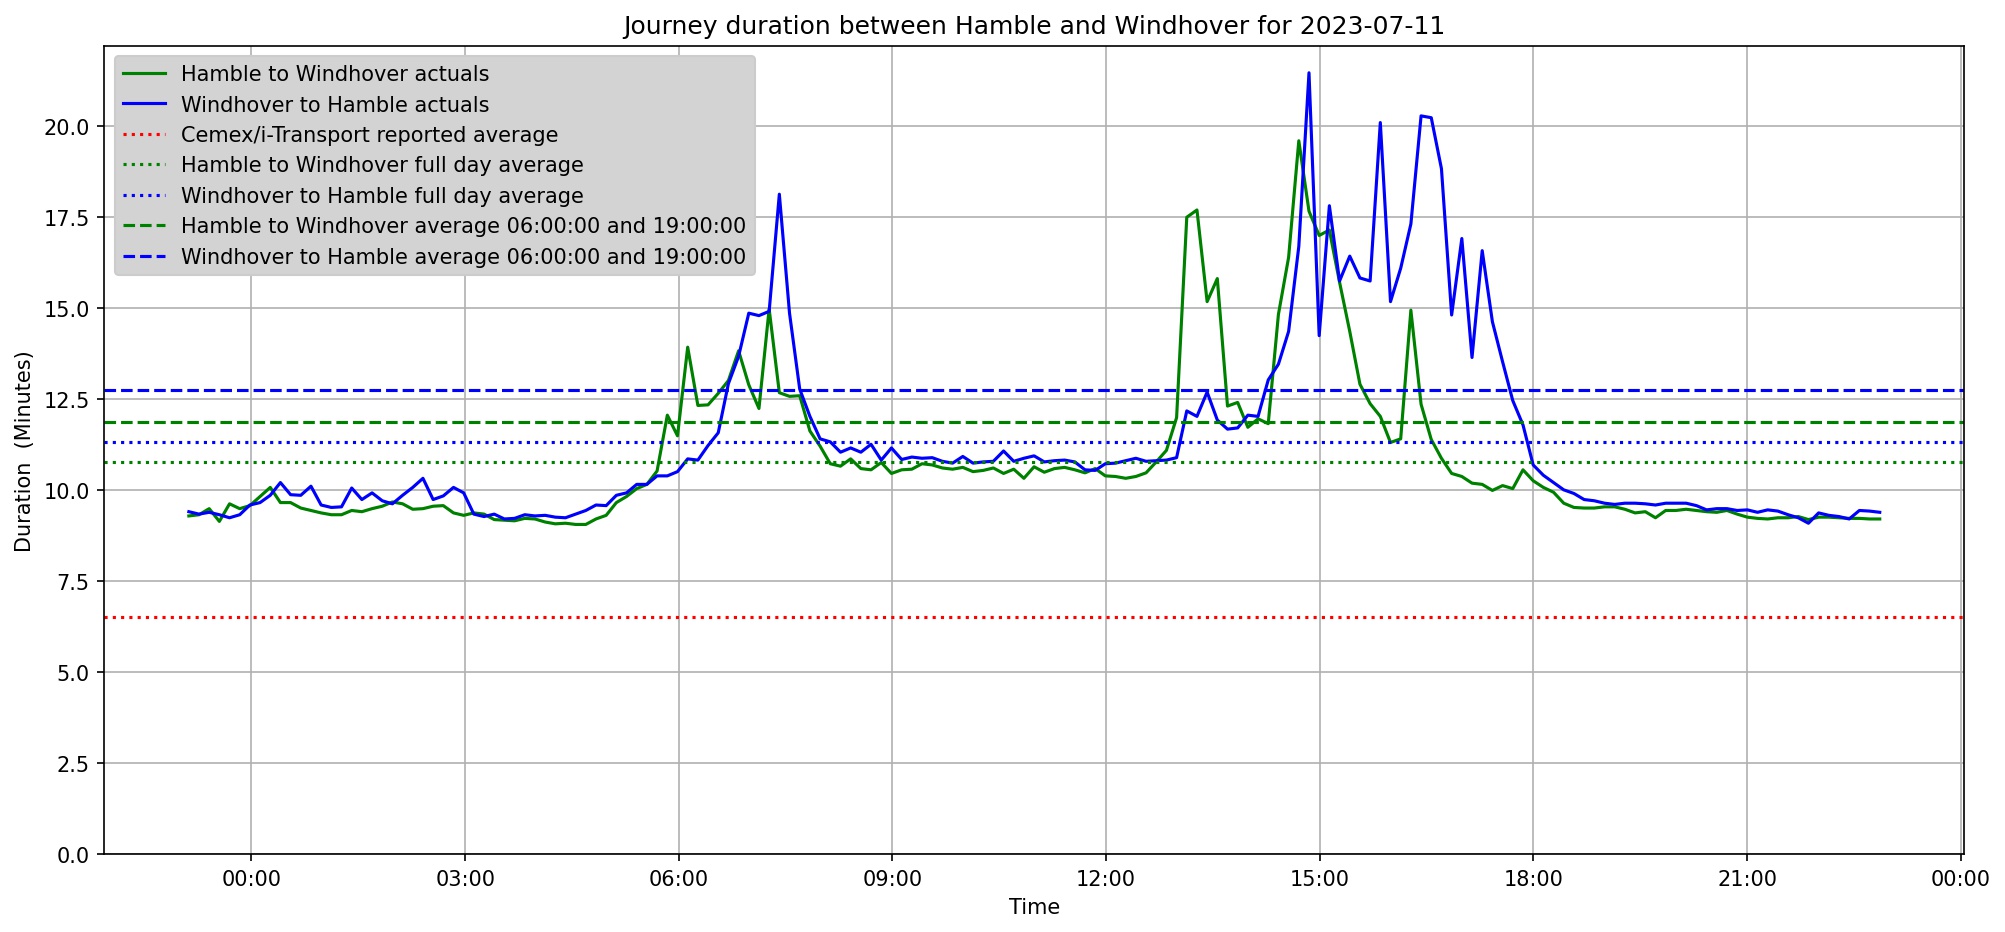 Journey duration between Hamble and Windhover for 2023-07-11
Hamble to Windhover actuals
Windhover to Hamble actuals
Cemex/i-Transport reported average
Hamble to Windhover full day average
Windhover to Hamble full day average
Hamble to Windhover average 06:00:00 and 19:00:00
Windhover to Hamble average 06:00:00 and 19:00:00
Duration  (Minutes)
20.0
17.5
15.0
12.5
10.0
7.5
5.0
2.5
0.0
00:00 03:00 06:00 09:00 12:00 15:00 18:00 21:00 00:00
Time